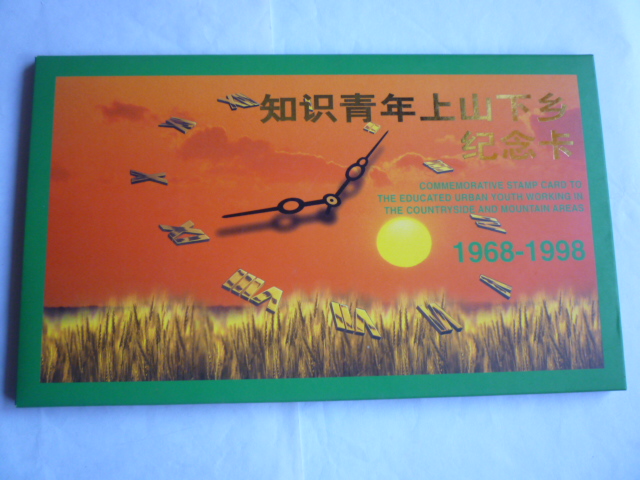 知识青年上山下乡
纪念卡
COMMEMORATIVE STAMP CARD TO
THE EDUCATED URBAN YOUTH WORKING IN
THE COUNTRYSIDE AND MOUNTAIN AREAS
1968-1998